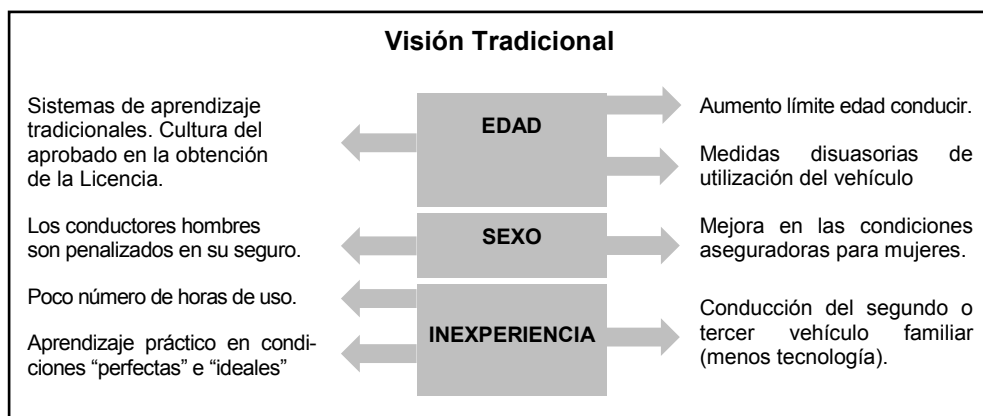 Visión Tradicional
Sistemas de aprendizaje
tradicionales. Cultura del
aprobado en la obtención
de la Licencia.
EDAD
Aumento límite edad conducir.
Medidas disuasorias de
utilización del vehículo
Los conductores hombres
son penalizados en su seguro.
SEXO
Mejora en las condiciones
aseguradoras para mujeres.
Poco número de horas de uso.
Aprendizaje práctico en condi-
ciones “perfectas” e “ideales”
INEXPERIENCIA
Conducción del segundo o
tercer vehículo familiar
(menos tecnología).